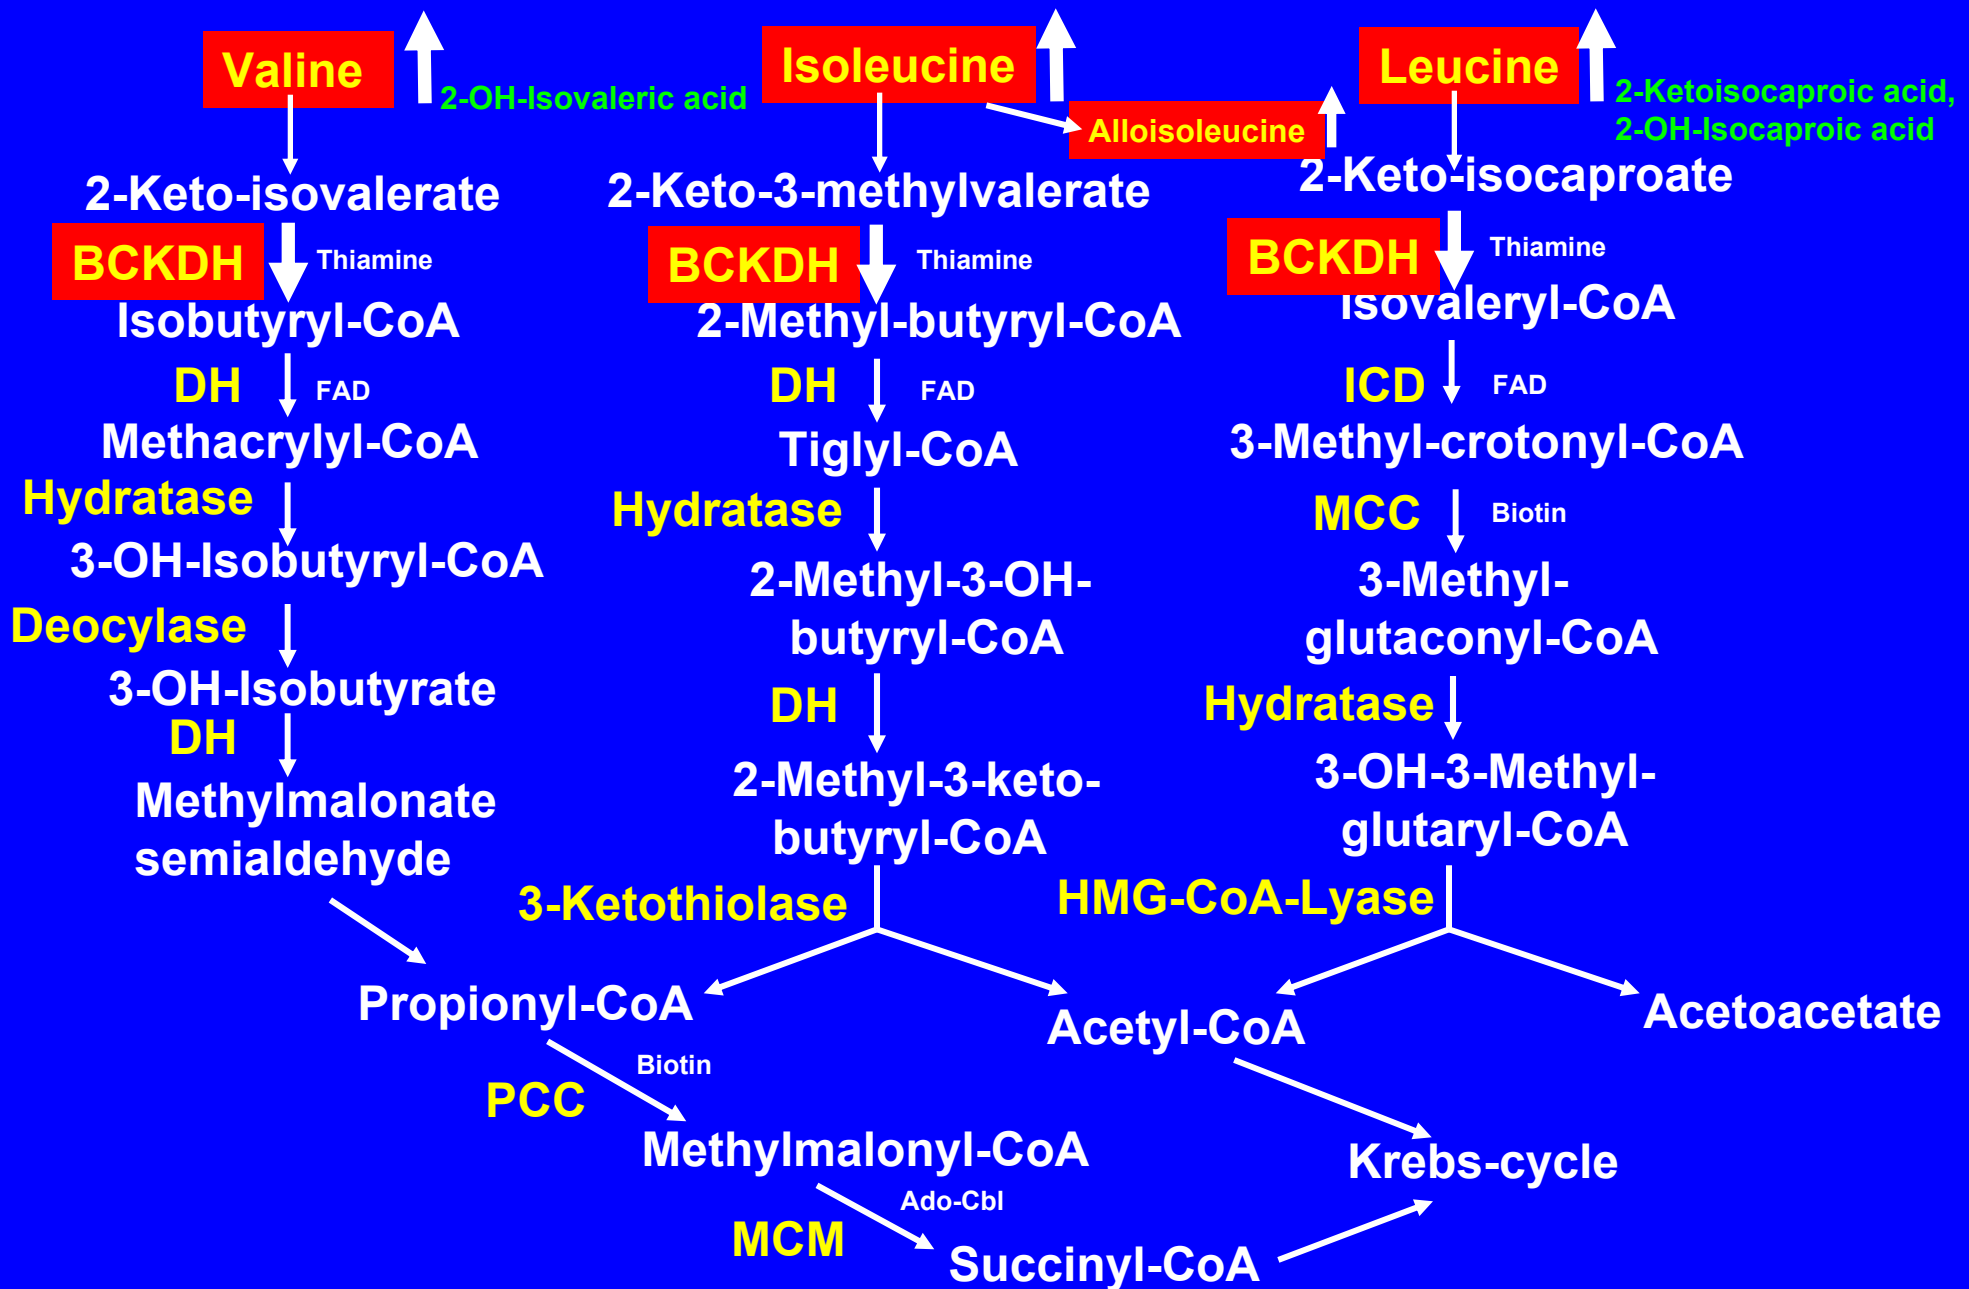 Valine
2-OH-Isovaleric acid
Isoleucine
Alloisoleucine
Leucine
2-Ketoisocaproic acid,
2-OH-Isocaproic acid
2-Keto-isovalerate
2-Keto-3-methylvalerate
2-Keto-isocaproate
BCKDH
Thiamine
BCKDH
Thiamine
BCKDH
Thiamine
Isobutyryl-CoA
2-Methyl-butyryl-CoA
Isovaleryl-CoA
DH
FAD
DH
FAD
ICD
FAD
Methacrylyl-CoA
Tiglyl-CoA
3-Methyl-crotonyl-CoA
Hydratase
Hydratase
MCC
Biotin
3-OH-Isobutyryl-CoA
2-Methyl-3-OH-
butyryl-CoA
3-Methyl-
glutaconyl-CoA
Deocylase
3-OH-Isobutyrate
DH
DH
Hydratase
Methylmalonate
semialdehyde
2-Methyl-3-keto-
butyryl-CoA
3-OH-3-Methyl-
glutaryl-CoA
3-Ketothiolase
HMG-CoA-Lyase
Propionyl-CoA
Acetyl-CoA
Acetoacetate
PCC
Biotin
Methylmalonyl-CoA
Krebs-cycle
MCM
Ado-Cbl
Succinyl-CoA